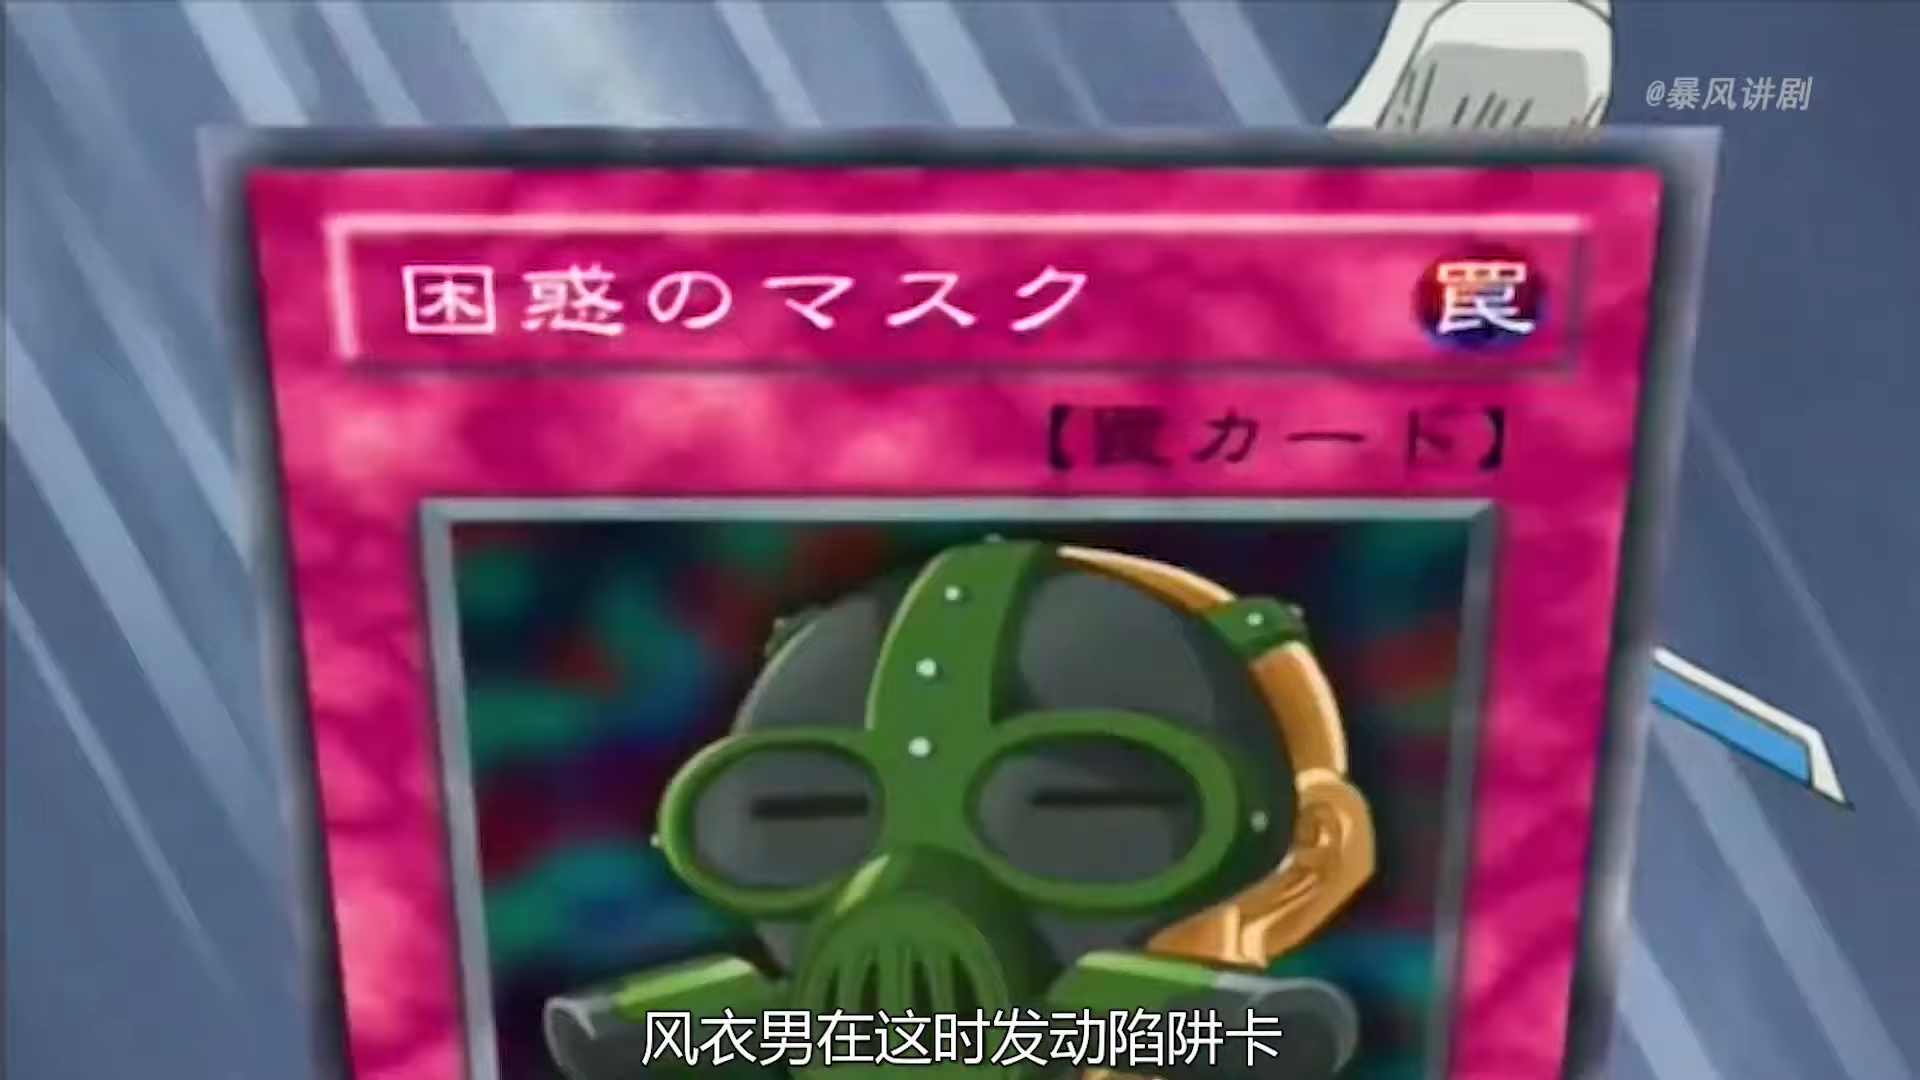 @暴风讲剧
困惑のマスク 罠
【罠カード】
风衣男在这时发动陷阱卡